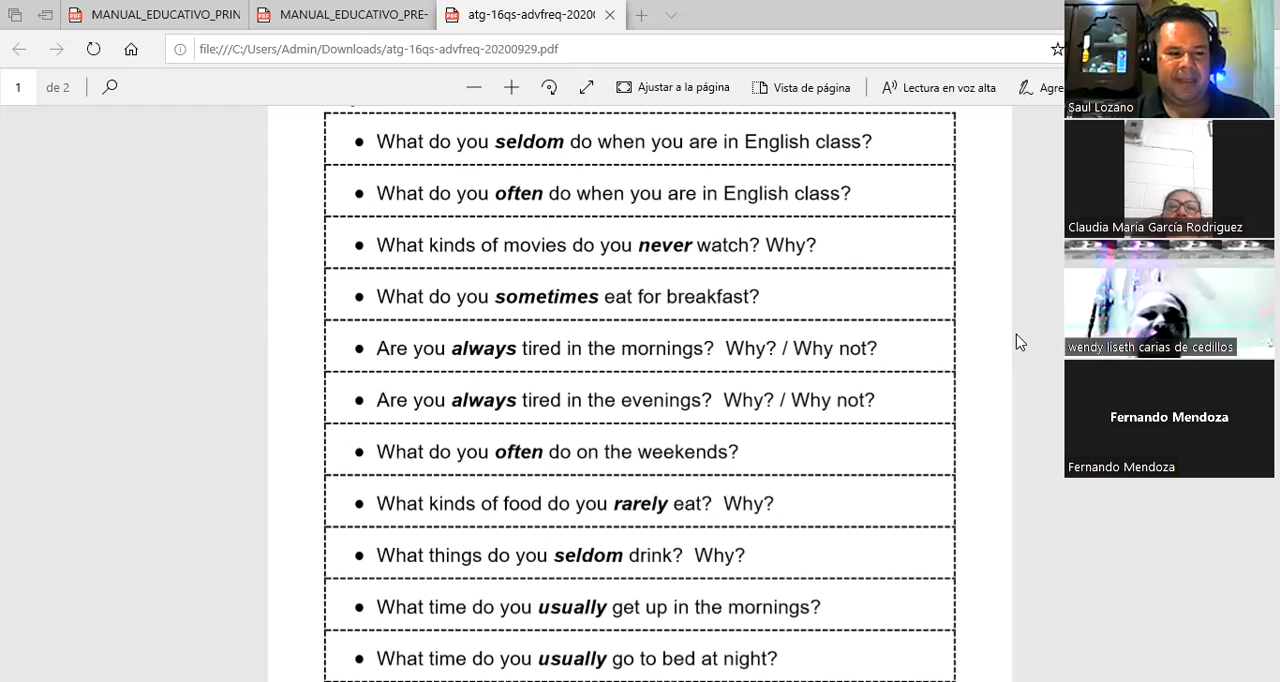 MANUAL_EDUCATIVO_PRIN
MANUAL_EDUCATIVO_PRE-
atg-16qs-advfreq-20200
file:///C:/Users/Admin/Downloads/atg-16qs-advfreq-20200929.pdf
1 de 2
Ajustar a la página
Vista de página
Lectura en voz alta
Agre
• What do you seldom do when you are in English class?
• What do you often do when you are in English class?
• What kinds of movies do you never watch? Why?
• What do you sometimes eat for breakfast?
• Are you always tired in the mornings? Why? / Why not?
• Are you always tired in the evenings? Why? / Why not?
• What do you often do on the weekends?
• What kinds of food do you rarely eat? Why?
• What things do you seldom drink? Why?
• What time do you usually get up in the mornings?
• What time do you usually go to bed at night?
Saul Lozano
Claudia Maria García Rodriguez
wendy liseth carias de cedillos
Fernando Mendoza
Fernando Mendoza